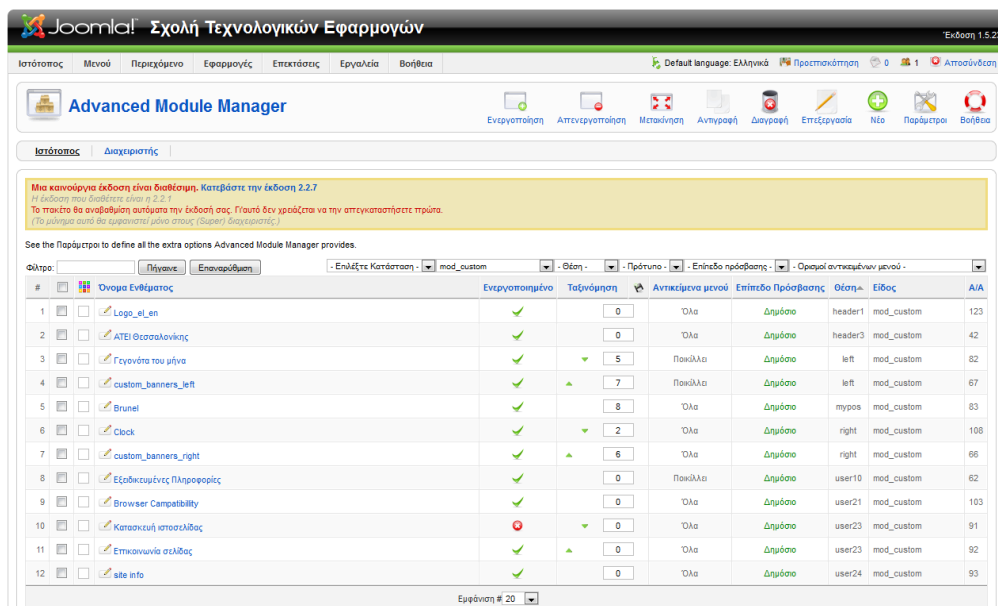 Joomla! Σχολή Τεχνολογικών Εφαρμογών
Έκδοση 1.5.23
Ιστότοπος Μενού Περιεχόμενο Εφαρμογές Επεκτάσεις Εργαλεία Βοήθεια Default language: Ελληνικά Προεπισκόπηση 0 1 Αποσύνδεση
Advanced Module Manager
Ενεργοποίηση Απενεργοποίηση Μετακίνηση Αντιγραφή Διαγραφή Επεξεργασία Νέο Παράμετροι Βοήθεια
Ιστότοπος Διαχειριστής
Μια καινούργια έκδοση είναι διαθέσιμη. Κατεβάστε την έκδοση 2.2.7
Η έκδοση που διαθέτετε είναι η 2.2.1
Το πακέτο θα αναβαθμίση αυτόματα την έκδοσή σας. Γι'αυτό δεν χρειάζεται να την απεγκαταστήσετε πρώτα.
(Το μύνημα αυτό θα εμφανιστεί μόνο στους (Super) διαχειριστές.)
See the Παράμετροι to define all the extra options Advanced Module Manager provides.
Φίλτρο: Πήγαινε Επαναρύθμιση - Επιλέξτε Κατάσταση - mod_custom - Θέση - - Πρότυπο - - Επίπεδο πρόσβασης - - Ορισμοί αντικειμένων μενού -
# Όνομα Ενθέματος Ενεργοποιημένο Ταξινόμηση Αντικείμενα μενού Επίπεδο Πρόσβασης Θέση Είδος Α/Α
1 Logo_el_en 0 Όλα Δημόσιο header1 mod_custom 123
2 ΑΤΕΙ Θεσσαλονίκης 0 Όλα Δημόσιο header3 mod_custom 42
3 Γεγονότα του μήνα 5 Ποικίλλει Δημόσιο left mod_custom 82
4 custom_banners_left 7 Ποικίλλει Δημόσιο left mod_custom 67
5 Brunel 8 Όλα Δημόσιο mypos mod_custom 83
6 Clock 2 Όλα Δημόσιο right mod_custom 108
7 custom_banners_right 6 Όλα Δημόσιο right mod_custom 66
8 Εξειδικευμένες Πληροφορίες 0 Ποικίλλει Δημόσιο user10 mod_custom 62
9 Browser Campatibility 0 Όλα Δημόσιο user21 mod_custom 103
10 Κατασκευή ιστοσελίδας 0 Όλα Δημόσιο user23 mod_custom 91
11 Επικοινωνία σελίδας 0 Όλα Δημόσιο user23 mod_custom 92
12 site info 0 Όλα Δημόσιο user24 mod_custom 93
Εμφάνιση # 20